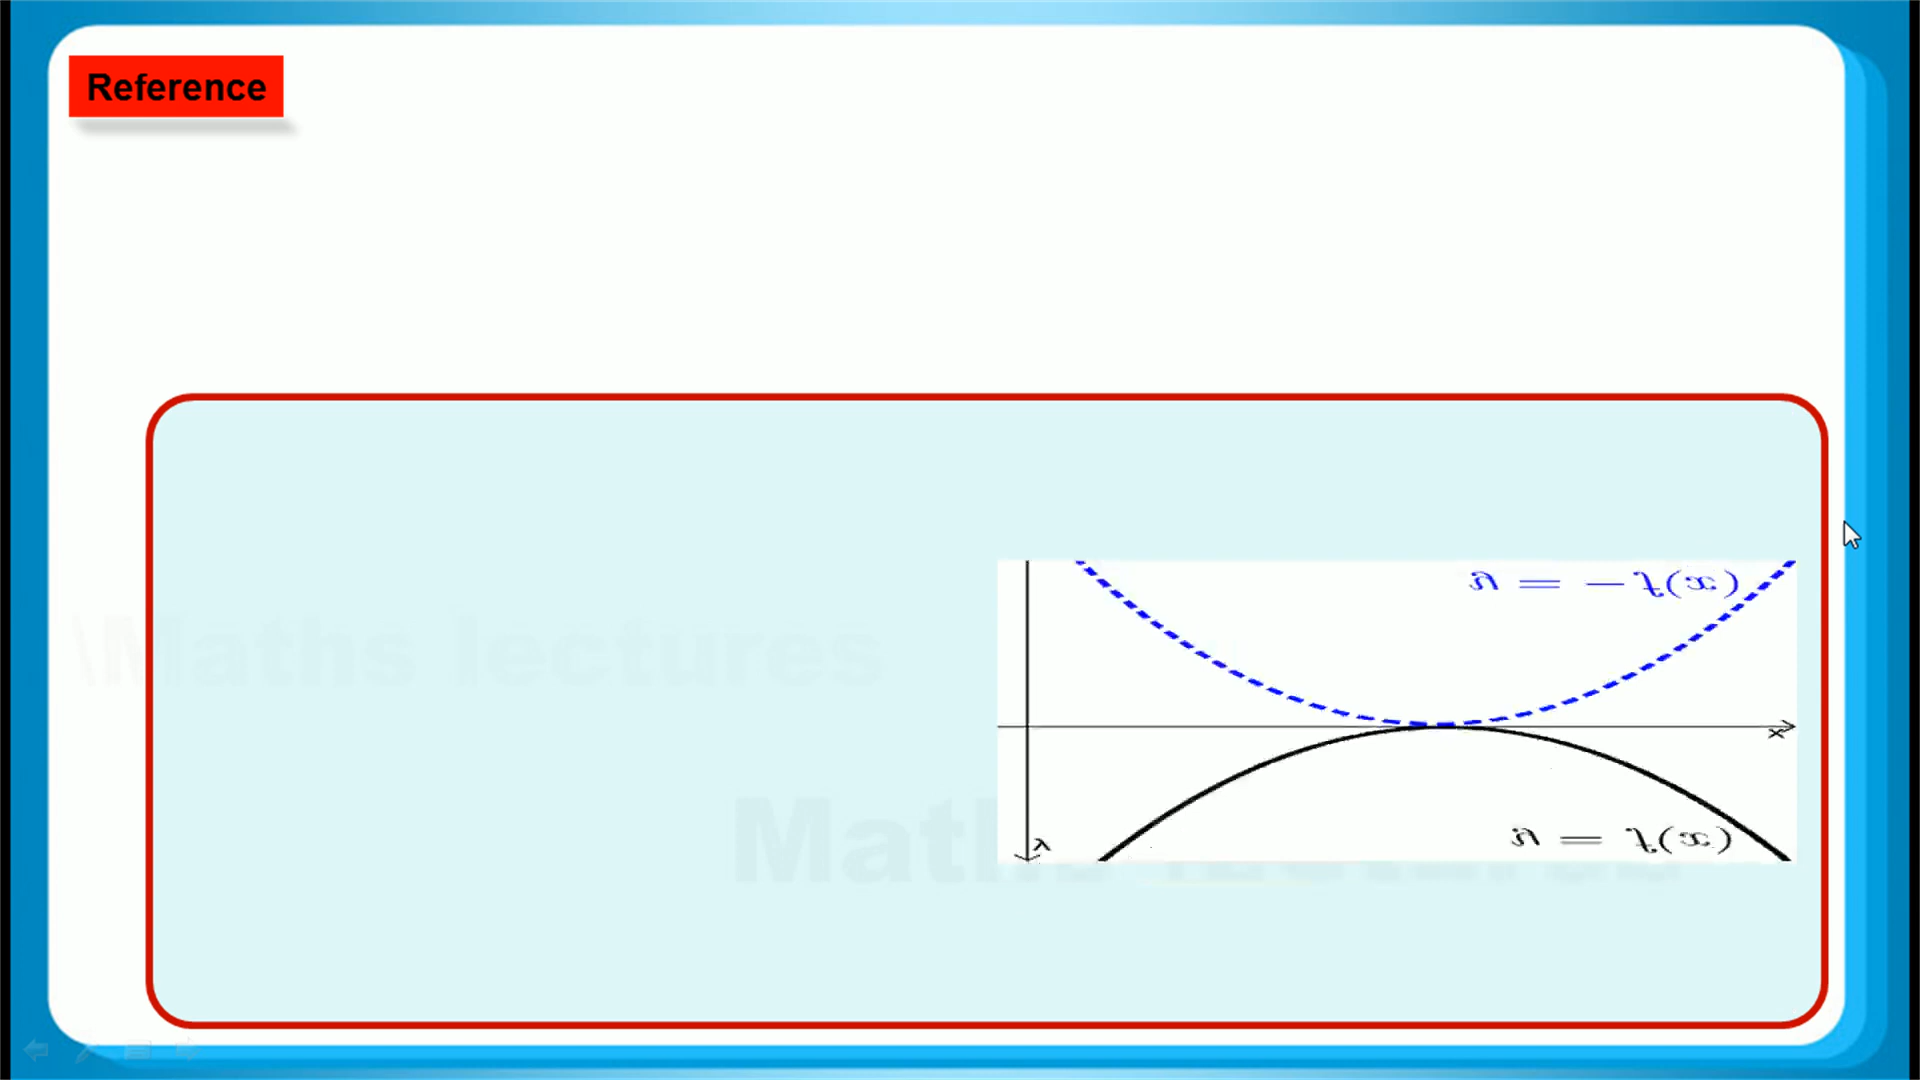 Reference
y = −f(x)
\Maths lectures
x
Maths lectures
y = f(x)
y